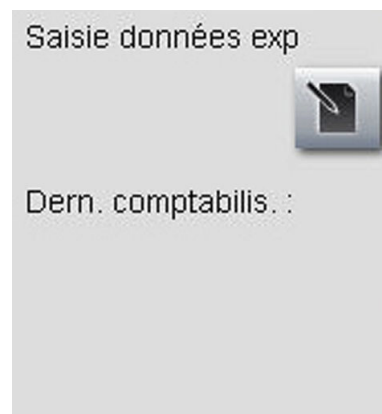 Saisie données exp
Dern. comptabilis. :